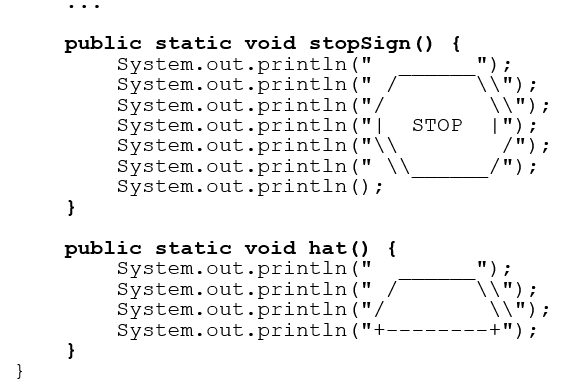 ...
    public static void stopSign() {
        System.out.println("  ______");
        System.out.println(" /      \\");
        System.out.println("/        \\");
        System.out.println("|  STOP  |");
        System.out.println("\\        /");
        System.out.println(" \\______/");
        System.out.println();
    }
    public static void hat() {
        System.out.println("  ______");
        System.out.println(" /      \\");
        System.out.println("/        \\");
        System.out.println("+--------+");
    }
}